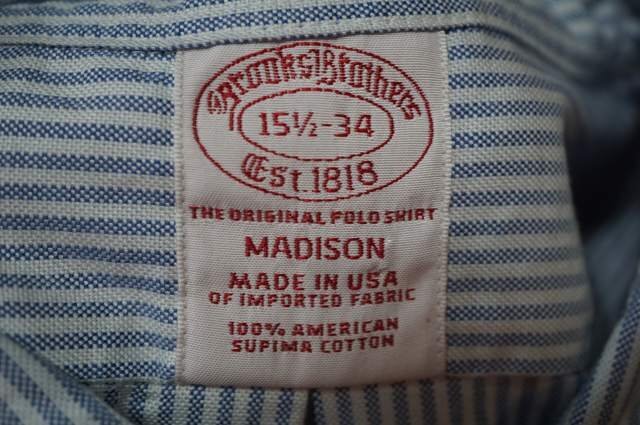 Brooks Brothers
15½-34
Est. 1818
THE ORIGINAL POLO SHIRT
MADISON
MADE IN USA
OF IMPORTED FABRIC
100% AMERICAN
SUPIMA COTTON